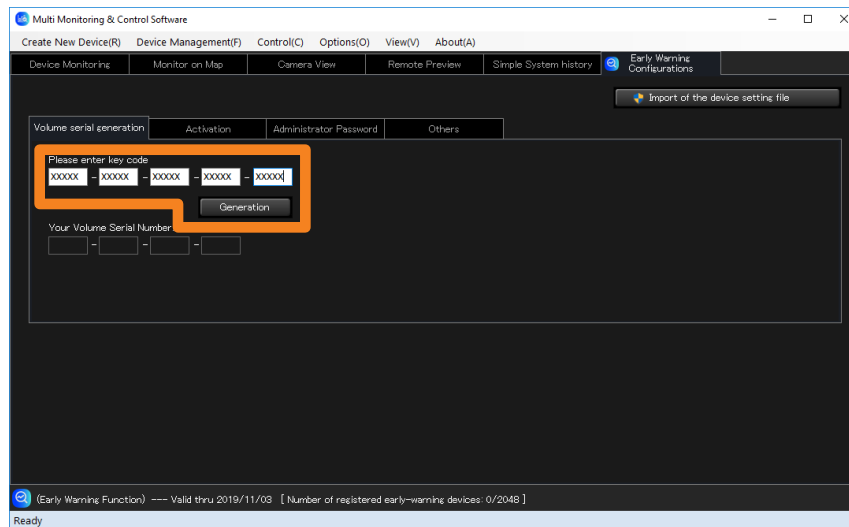 Multi Monitoring & Control Software
Create New Device(R) Device Management(F) Control(C) Options(O) View(V) About(A)
Device Monitoring Monitor on Map Camera View Remote Preview Simple System history Early Warning
Configurations
Import of the device setting file
Volume serial generation Activation Administrator Password Others
Please enter key code
XXXXX - XXXXX - XXXXX - XXXXX - XXXXX
Generation
Your Volume Serial Number
- - -
(Early Warning Function) --- Valid thru 2019/11/03 [ Number of registered early-warning devices: 0/2048 ]
Ready